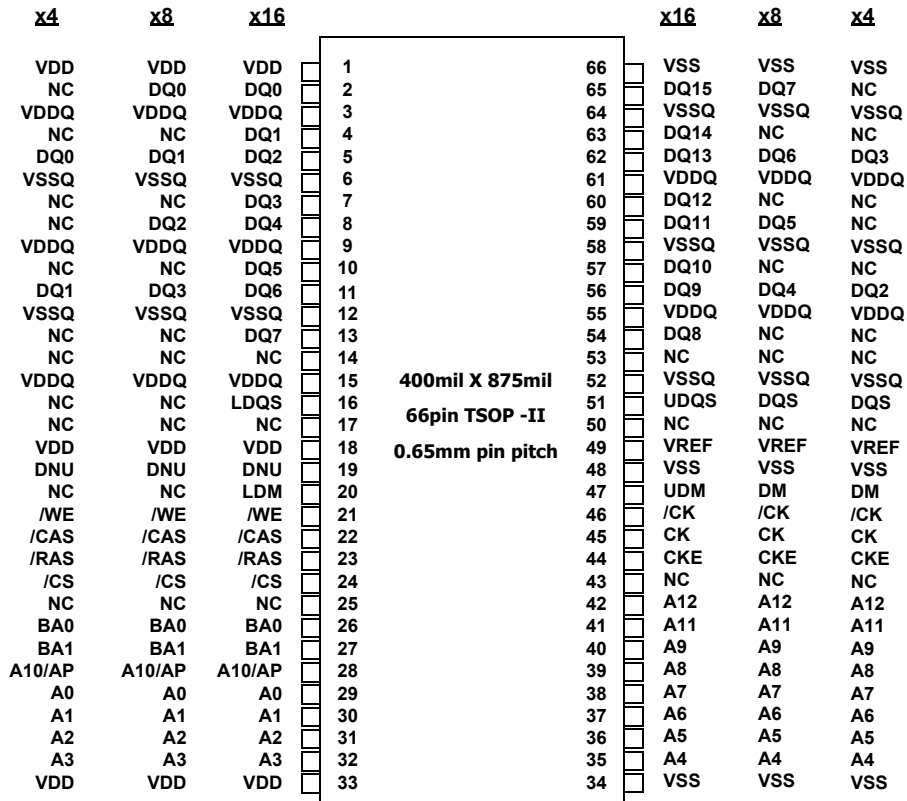 x4 x8 x16 x16 x8 x4
VDD VDD VDD 1 66 VSS VSS VSS
NC DQ0 DQ0 2 65 DQ15 DQ7 NC
VDDQ VDDQ VDDQ 3 64 VSSQ VSSQ VSSQ
NC NC DQ1 4 63 DQ14 NC NC
DQ0 DQ1 DQ2 5 62 DQ13 DQ6 DQ3
VSSQ VSSQ VSSQ 6 61 VDDQ VDDQ VDDQ
NC NC DQ3 7 60 DQ12 NC NC
NC DQ2 DQ4 8 59 DQ11 DQ5 NC
VDDQ VDDQ VDDQ 9 58 VSSQ VSSQ VSSQ
NC NC DQ5 10 57 DQ10 NC NC
DQ1 DQ3 DQ6 11 56 DQ9 DQ4 DQ2
VSSQ VSSQ VSSQ 12 55 VDDQ VDDQ VDDQ
NC NC DQ7 13 54 DQ8 NC NC
NC NC NC 14 53 NC NC NC
VDDQ VDDQ VDDQ 15 400mil X 875mil 52 VSSQ VSSQ VSSQ
NC NC LDQS 16 66pin TSOP -II 51 UDQS DQS DQS
NC NC NC 17 50 NC NC NC
VDD VDD VDD 18 0.65mm pin pitch 49 VREF VREF VREF
DNU DNU DNU 19 48 VSS VSS VSS
NC NC LDM 20 47 UDM DM DM
/WE /WE /WE 21 46 /CK /CK /CK
/CAS /CAS /CAS 22 45 CK CK CK
/RAS /RAS /RAS 23 44 CKE CKE CKE
/CS /CS /CS 24 43 NC NC NC
NC NC NC 25 42 A12 A12 A12
BA0 BA0 BA0 26 41 A11 A11 A11
BA1 BA1 BA1 27 40 A9 A9 A9
A10/AP A10/AP A10/AP 28 39 A8 A8 A8
A0 A0 A0 29 38 A7 A7 A7
A1 A1 A1 30 37 A6 A6 A6
A2 A2 A2 31 36 A5 A5 A5
A3 A3 A3 32 35 A4 A4 A4
VDD VDD VDD 33 34 VSS VSS VSS